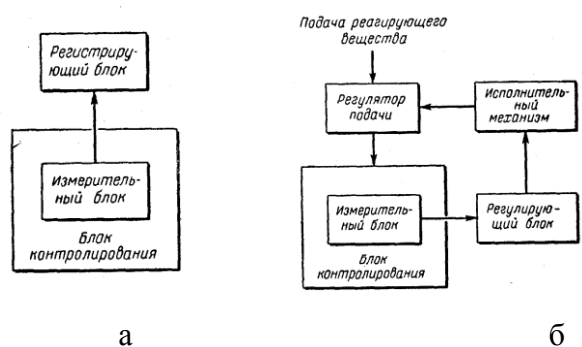 Регистрирую-
ющий блок
Измеритель-
ный блок
Блок
контролирования
а
Подача реагирующего
вещества
Регулятор
подачи
Исполнитель-
ный
механизм
Измеритель-
ный блок
Регулирую-
щий блок
Блок
контролирования
б